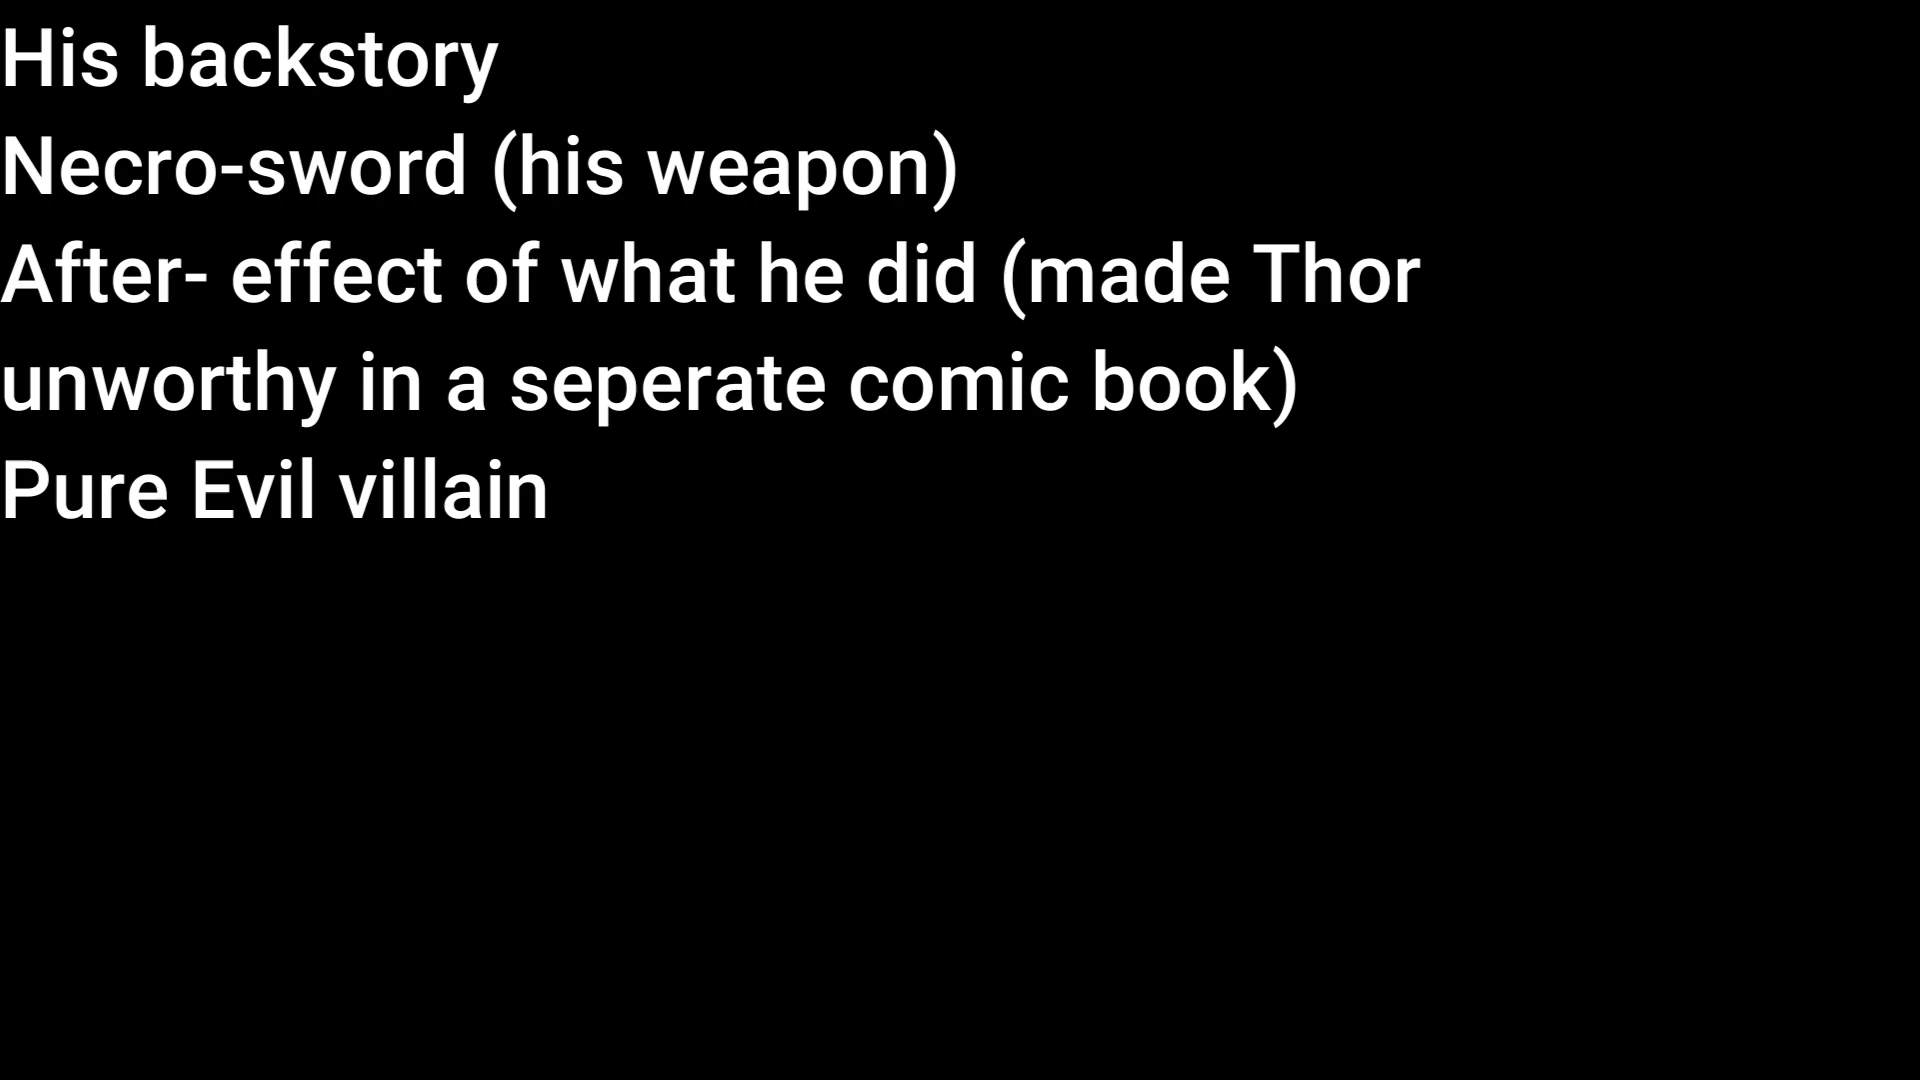 His backstory
Necro-sword (his weapon)
After- effect of what he did (made Thor
unworthy in a seperate comic book)
Pure Evil villain